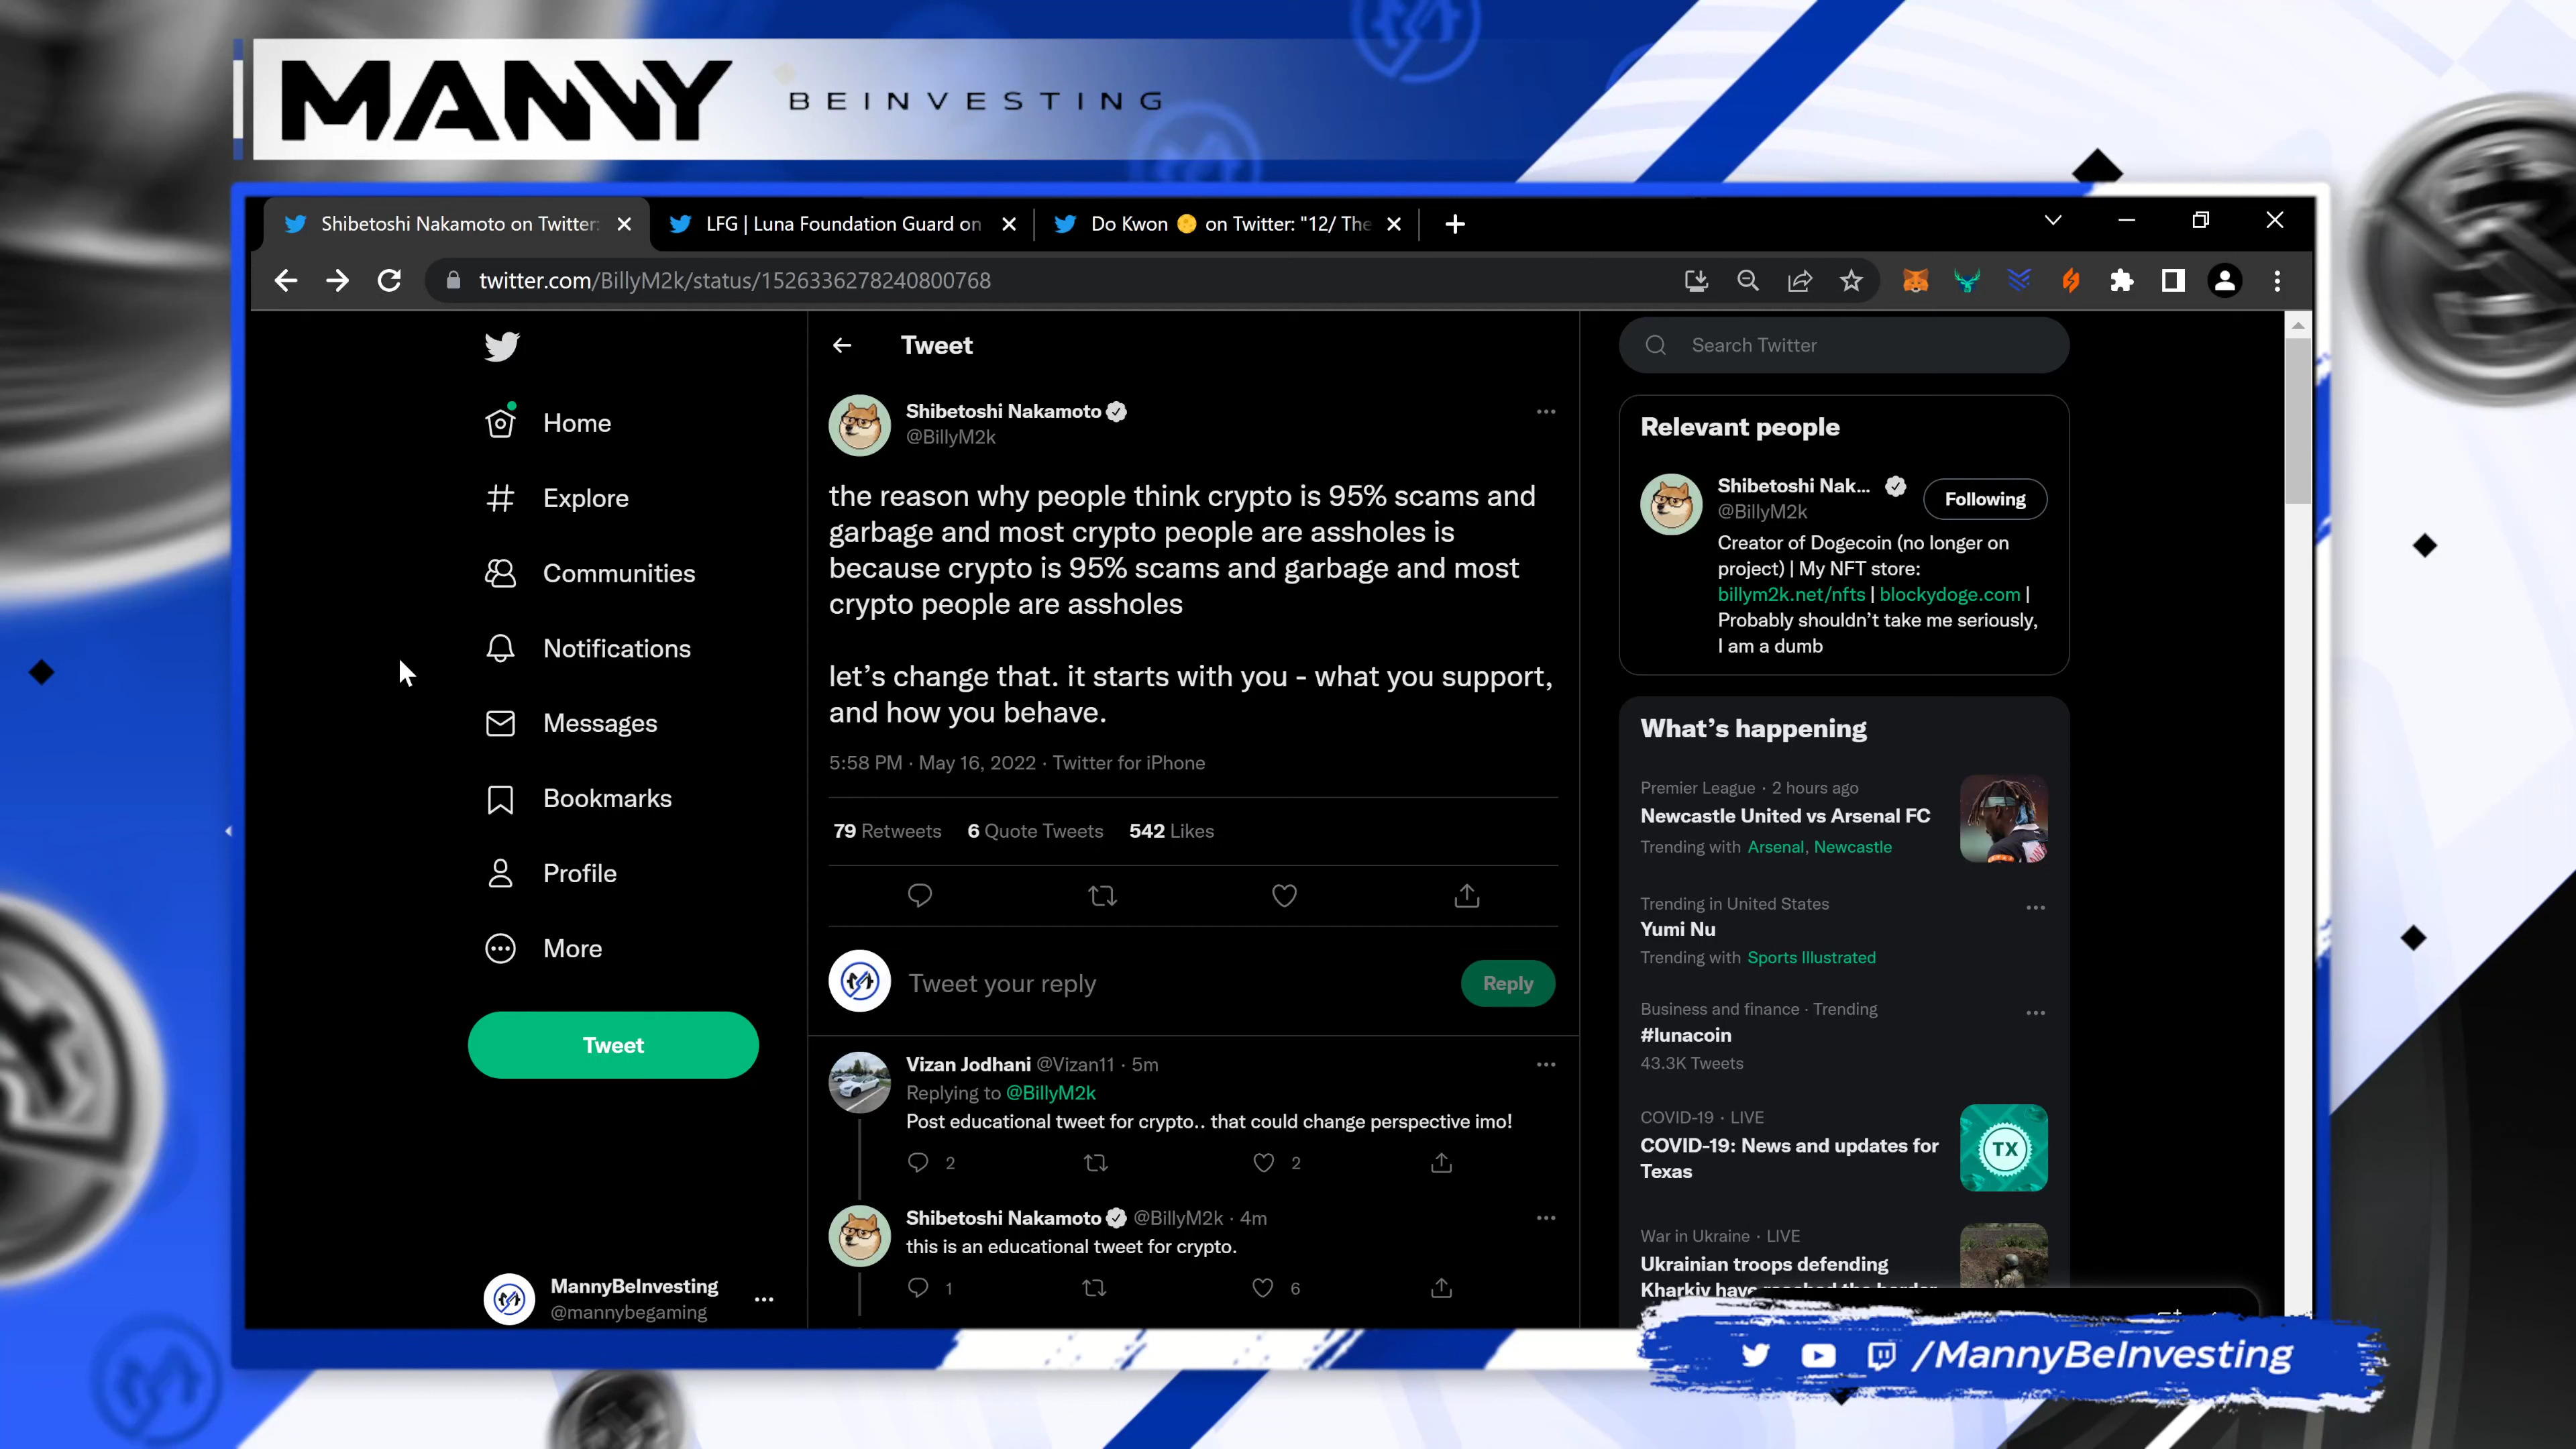 MANNY BEINVESTING
Shibetoshi Nakamoto on Twitter:
LFG | Luna Foundation Guard on
Do Kwon 🌕 on Twitter: "12/ The
twitter.com/BillyM2k/status/1526336278240800768
Home
Explore
Communities
Notifications
Messages
Bookmarks
Profile
More
Tweet
MannyBeInvesting
@mannybegaming
Tweet
Shibetoshi Nakamoto
@BillyM2k
the reason why people think crypto is 95% scams and
garbage and most crypto people are assholes is
because crypto is 95% scams and garbage and most
crypto people are assholes
let's change that. it starts with you - what you support,
and how you behave.
5:58 PM · May 16, 2022 · Twitter for iPhone
79 Retweets 6 Quote Tweets 542 Likes
Tweet your reply
Reply
Vizan Jodhani @Vizan11 · 5m
Replying to @BillyM2k
Post educational tweet for crypto.. that could change perspective imo!
2 2
Shibetoshi Nakamoto @BillyM2k · 4m
this is an educational tweet for crypto.
1 6
Search Twitter
Relevant people
Shibetoshi Nak...
@BillyM2k
Following
Creator of Dogecoin (no longer on
project) | My NFT store:
billym2k.net/nfts | blockydoge.com |
Probably shouldn't take me seriously,
I am a dumb
What's happening
Premier League · 2 hours ago
Newcastle United vs Arsenal FC
Trending with Arsenal, Newcastle
Trending in United States
Yumi Nu
Trending with Sports Illustrated
Business and finance · Trending
#lunacoin
43.3K Tweets
COVID-19 · LIVE
COVID-19: News and updates for
Texas
TX
War in Ukraine · LIVE
Ukrainian troops defending
Kharkiv have reached the border
/MannyBeInvesting